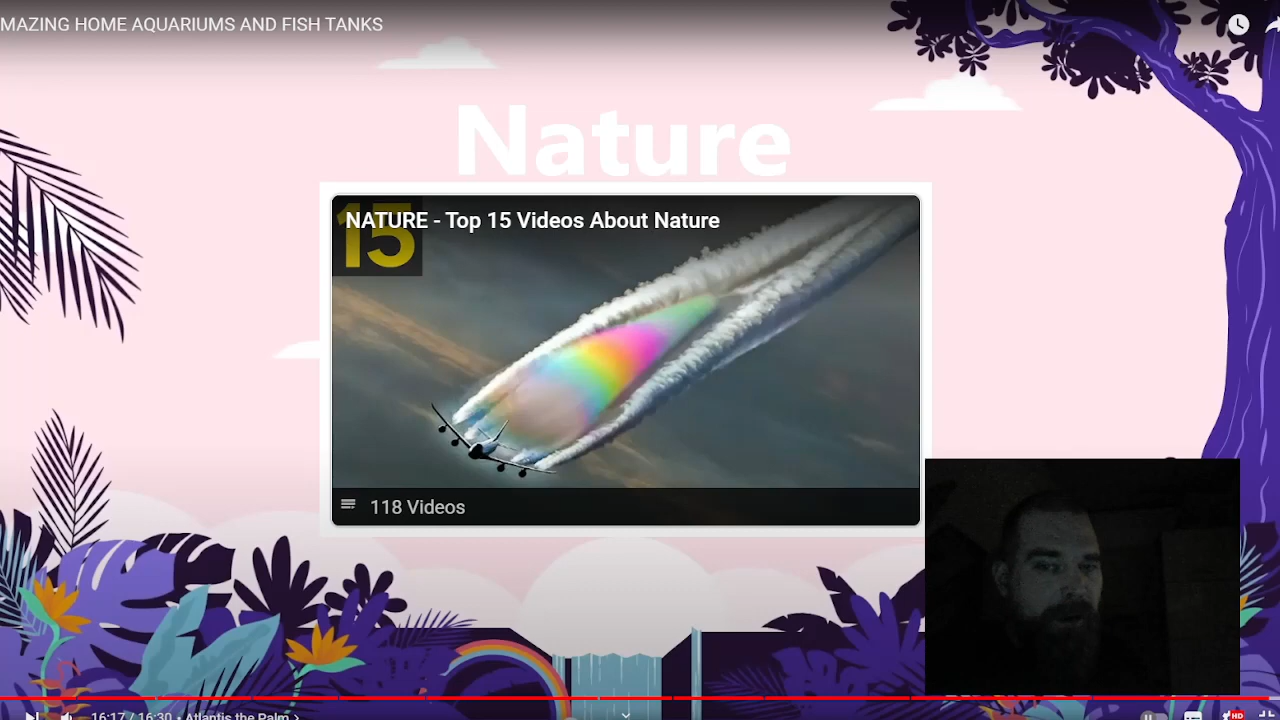 MAZING HOME AQUARIUMS AND FISH TANKS
Nature
15
NATURE - Top 15 Videos About Nature
118 Videos
16:17 / 16:30 • Atlantis the Palm >
HD